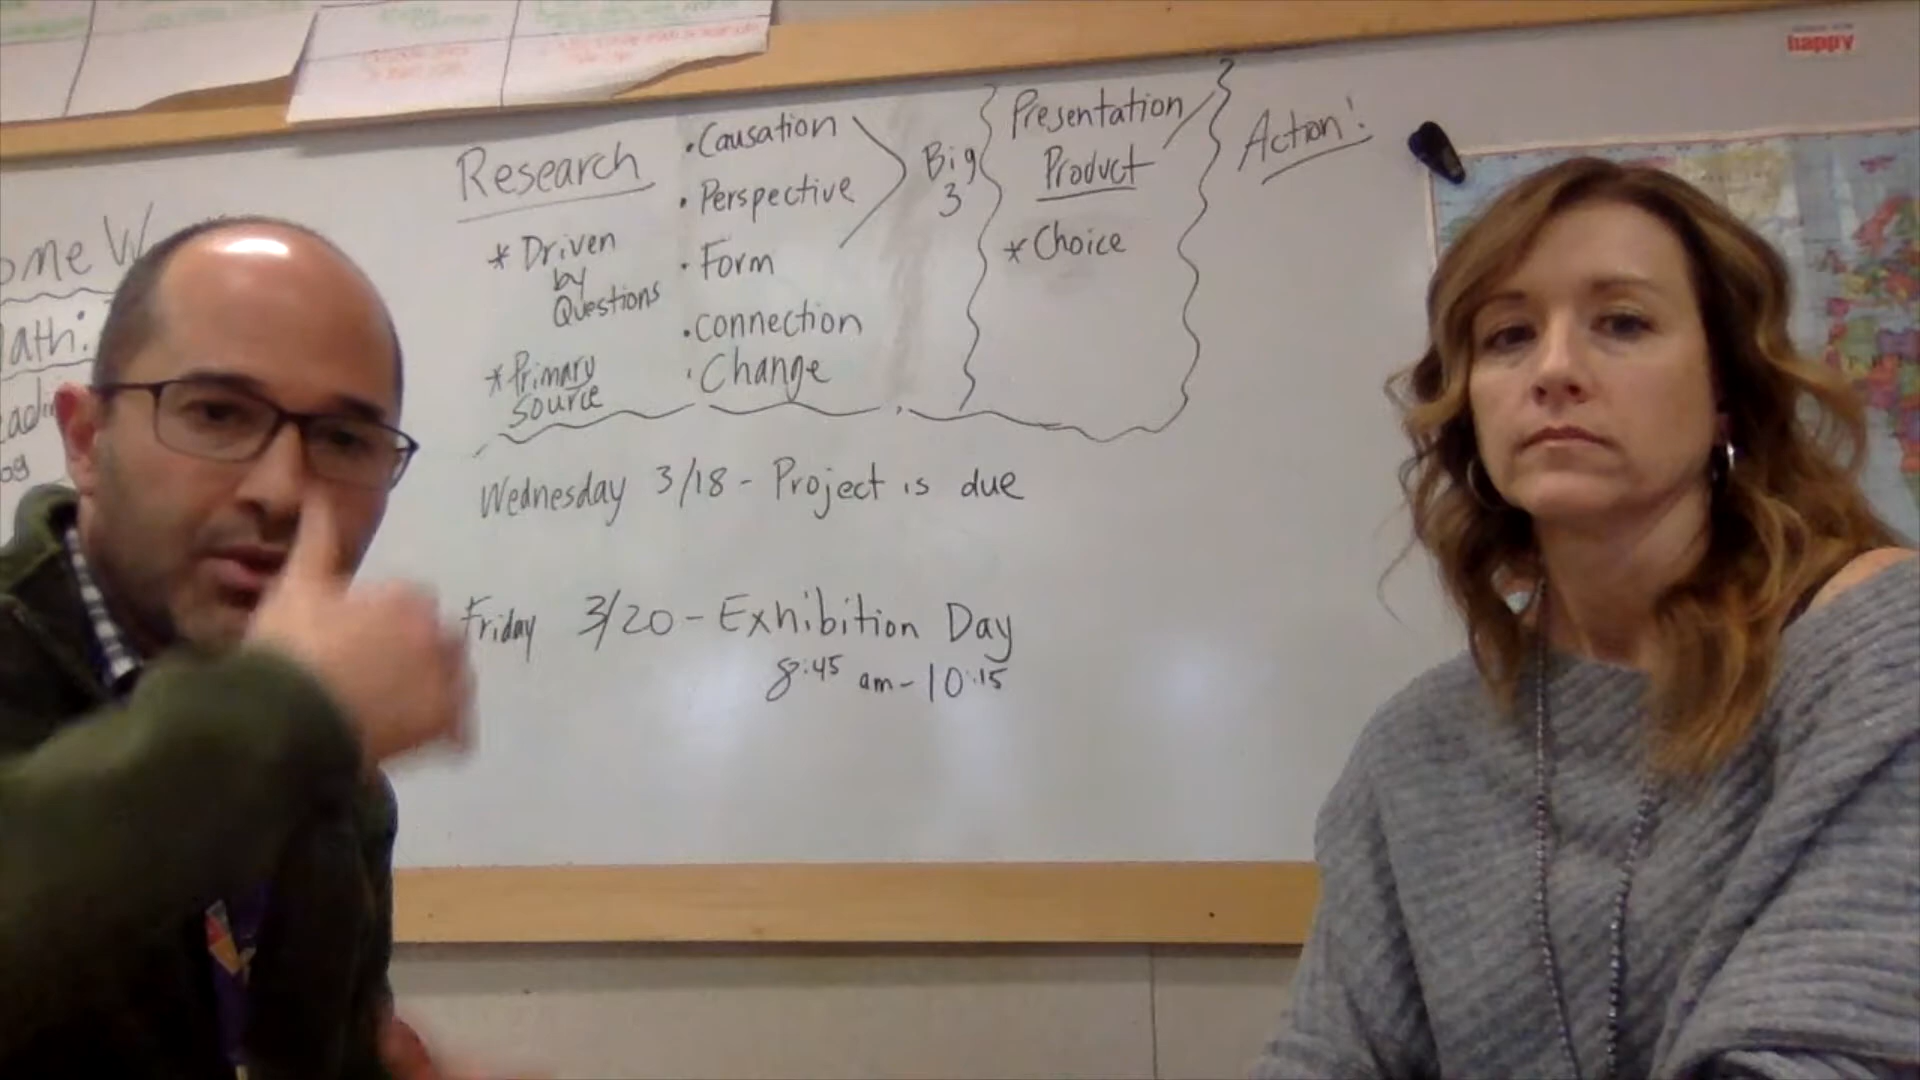 happy
Research
* Driven
by
Questions
* Primary
source
• Causation
• Perspective
• Form
• connection
• Change
Big
3
Presentation /
Product
* Choice
Action!
Wednesday 3/18 - Project is due
Friday 3/20 - Exhibition Day
8:45 am - 10:15